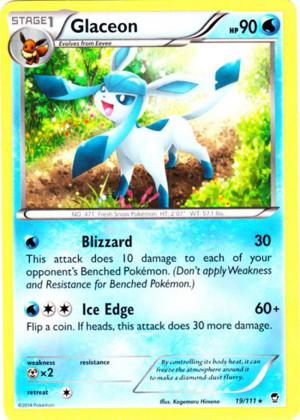 STAGE1 Glaceon HP90
Evolves from Eevee
NO. 471 Fresh Snow Pokémon HT: 2'07" WT: 57.1 lbs.
Blizzard 30
This attack does 10 damage to each of your
opponent's Benched Pokémon. (Don't apply Weakness
and Resistance for Benched Pokémon.)
Ice Edge 60+
Flip a coin. If heads, this attack does 30 more damage.
weakness resistance
×2
retreat
By controlling its body heat, it can
freeze the atmosphere around it to make
a diamond-dust flurry.
Illus. Kagemaru Himeno
19/111 ★
©2014 Pokémon